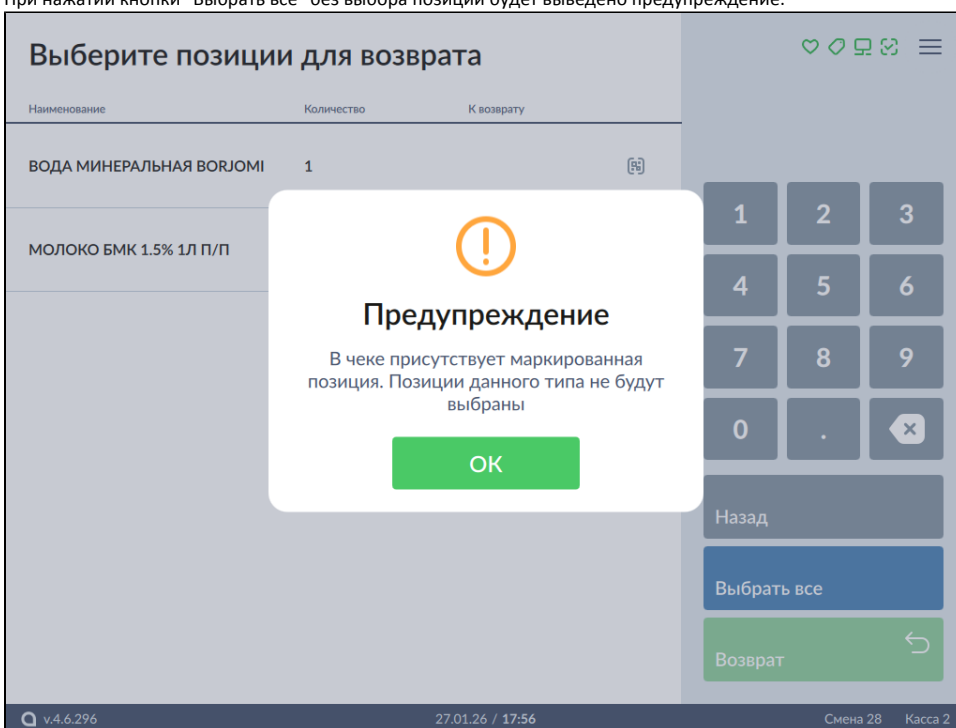 При нажатии кнопки "Выбрать все" без выбора позиции будет выведено предупреждение:
Выберите позиции для возврата
Наименование Количество К возврату
ВОДА МИНЕРАЛЬНАЯ BORJOMI 1
МОЛОКО БМК 1.5% 1Л П/П
Предупреждение
В чеке присутствует маркированная
позиция. Позиции данного типа не будут
выбраны
ОК
1 2 3
4 5 6
7 8 9
0 .
Назад
Выбрать все
Возврат
v.4.6.296 27.01.26 / 17:56 Смена 28 Касса 2